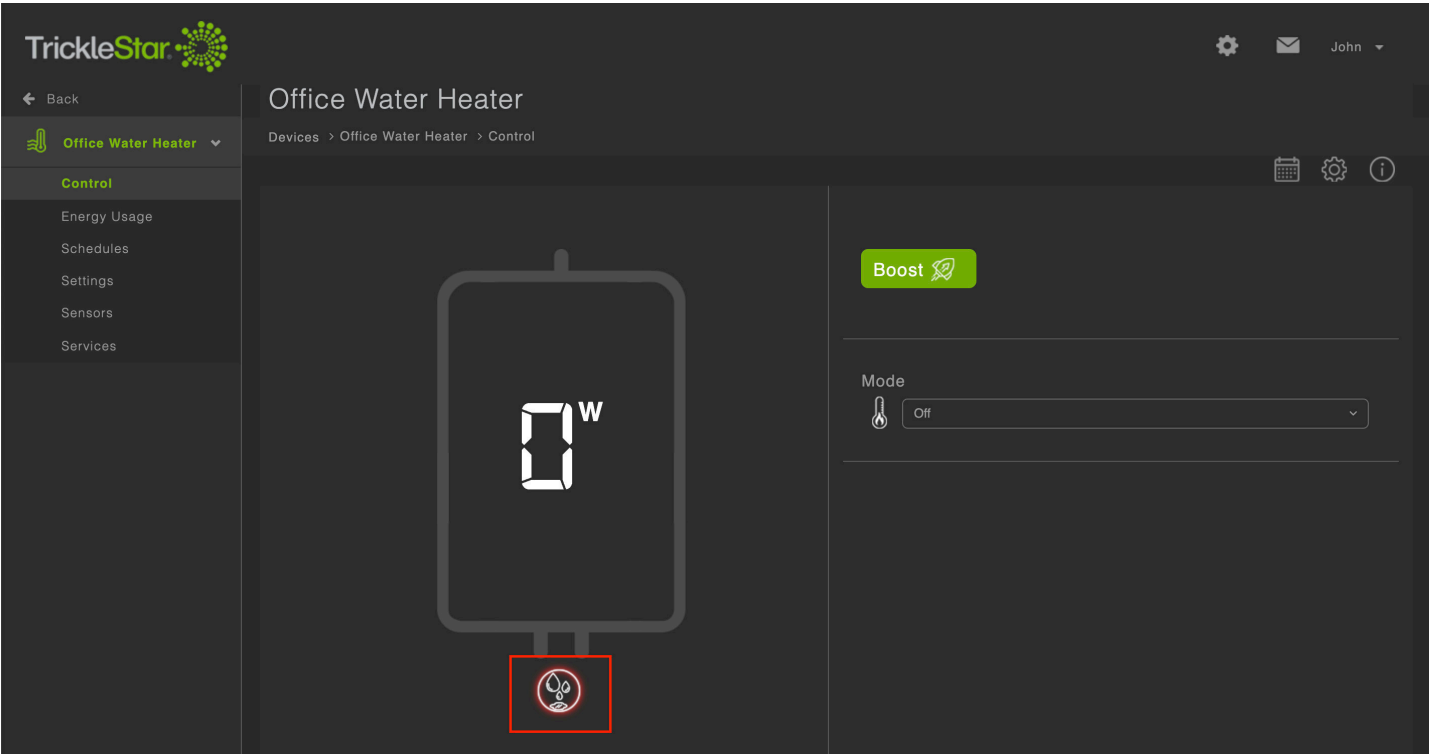 TrickleStar
John
Back
Office Water Heater
Devices > Office Water Heater > Control
Office Water Heater
Control
Energy Usage
Schedules
Settings
Sensors
Services
0 W
Boost
Mode
Off